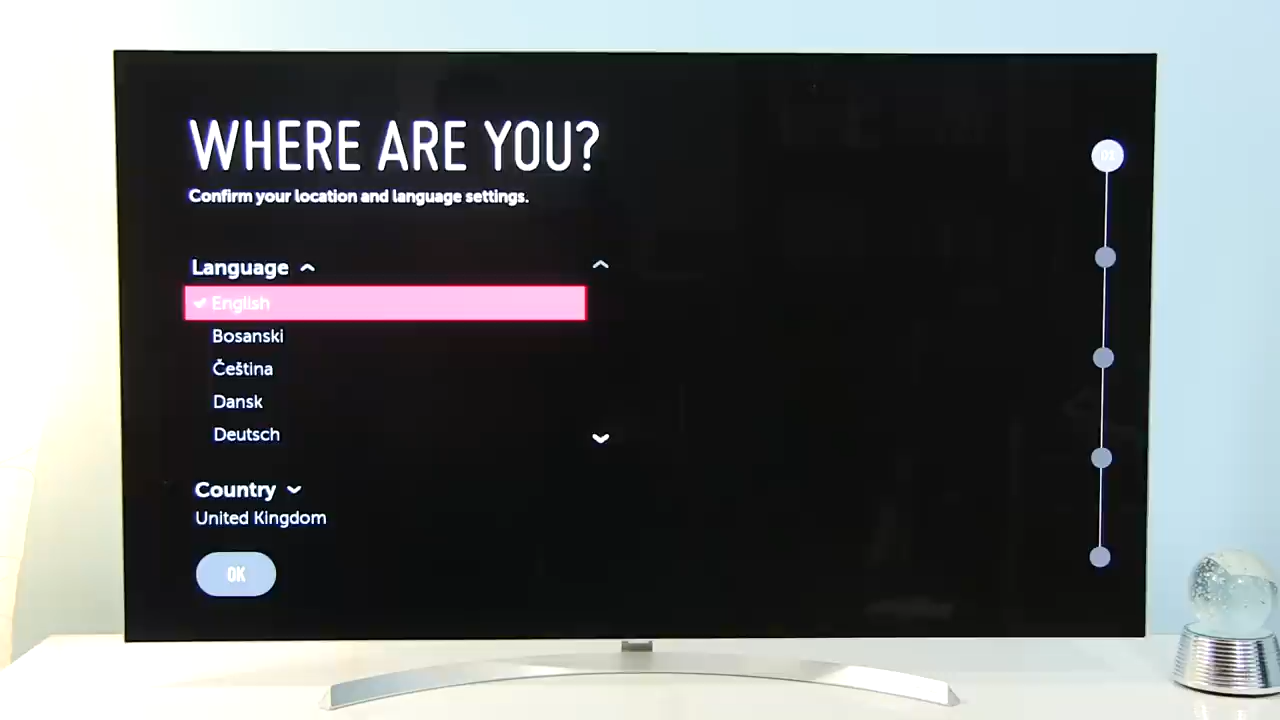 WHERE ARE YOU?
Confirm your location and language settings.
Language
English
Bosanski
Čeština
Dansk
Deutsch
Country
United Kingdom
OK